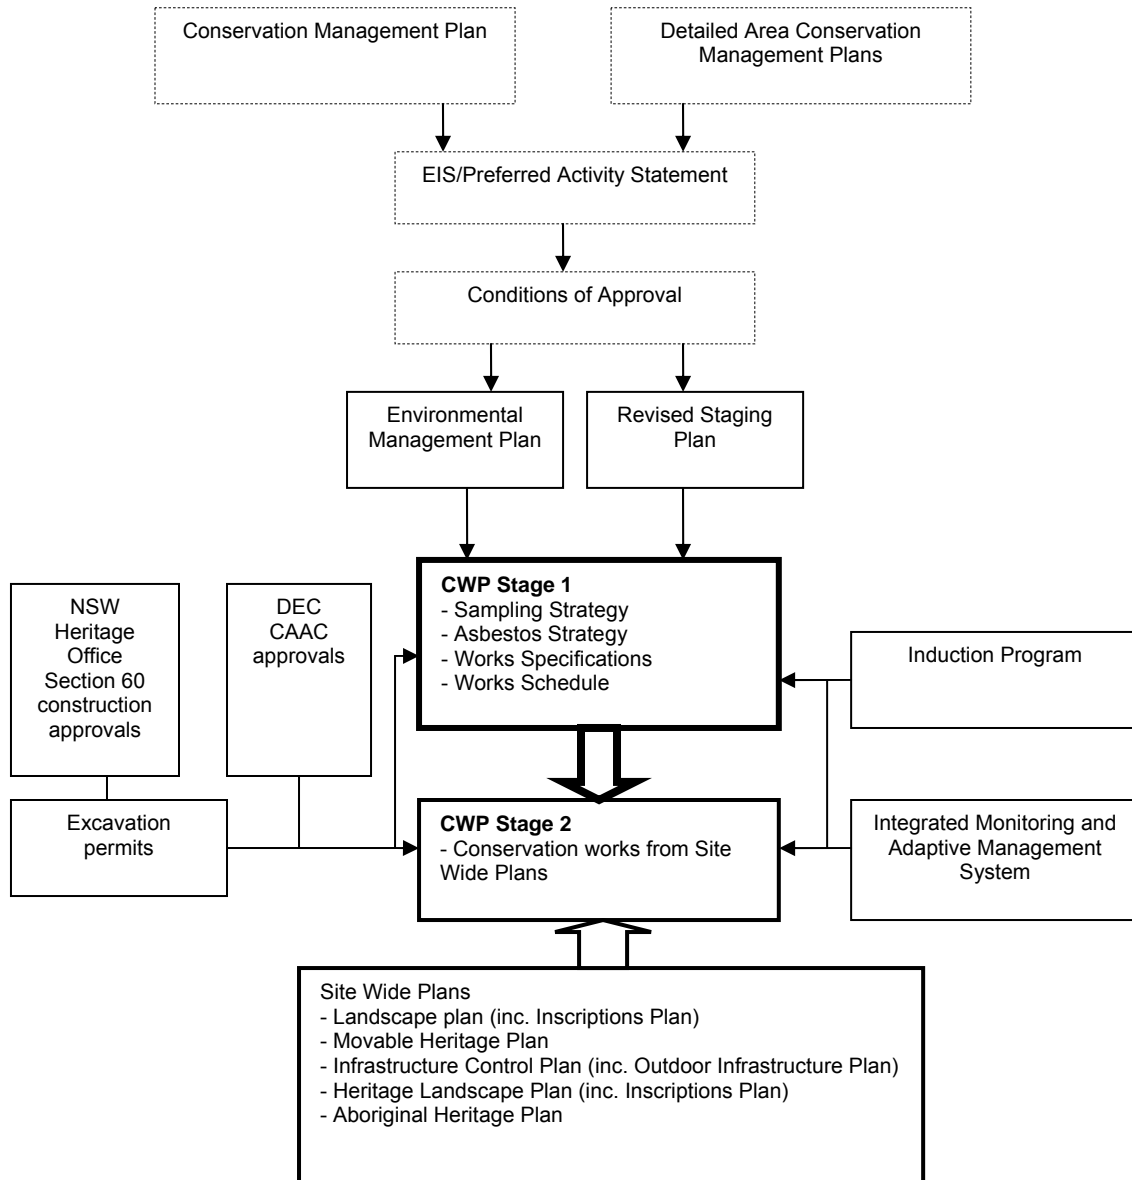 Conservation Management Plan
Detailed Area Conservation
Management Plans
EIS/Preferred Activity Statement
Conditions of Approval
Environmental
Management Plan
Revised Staging
Plan
NSW
Heritage
Office
Section 60
construction
approvals
DEC
CAAC
approvals
CWP Stage 1
- Sampling Strategy
- Asbestos Strategy
- Works Specifications
- Works Schedule
Induction Program
Excavation
permits
CWP Stage 2
- Conservation works from Site
Wide Plans
Integrated Monitoring and
Adaptive Management
System
Site Wide Plans
- Landscape plan (inc. Inscriptions Plan)
- Movable Heritage Plan
- Infrastructure Control Plan (inc. Outdoor Infrastructure Plan)
- Heritage Landscape Plan (inc. Inscriptions Plan)
- Aboriginal Heritage Plan